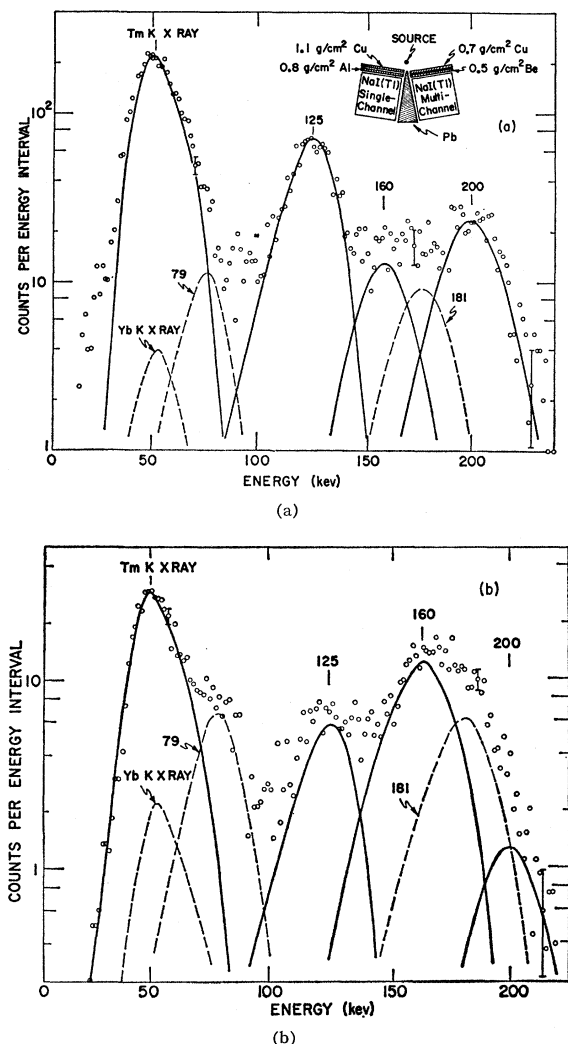 Tm K X RAY
SOURCE
1.1 g/cm² Cu
0.7 g/cm² Cu
0.8 g/cm² Al
0.5 g/cm² Be
NaI(Tl)
Single-
Channel
NaI(Tl)
Multi-
Channel
Pb
(a)
10²
125
160
200
79
181
Yb K X RAY
10
1
COUNTS PER ENERGY INTERVAL
0
50
100
150
200
ENERGY (kev)
(a)
Tm K X RAY
(b)
160
200
125
79
181
Yb K X RAY
10
1
COUNTS PER ENERGY INTERVAL
0
50
100
150
200
ENERGY (kev)
(b)